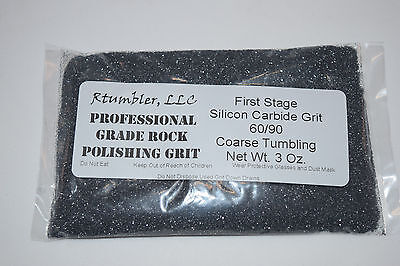 Rtumbler, LLC
PROFESSIONAL
GRADE ROCK
POLISHING GRIT
First Stage
Silicon Carbide Grit
60/90
Coarse Tumbling
Net Wt. 3 Oz.
Do Not Eat Keep Out of Reach of Children Wear Protective Glasses and Dust Mask
Do Not Dispose Used Grit Down Drains